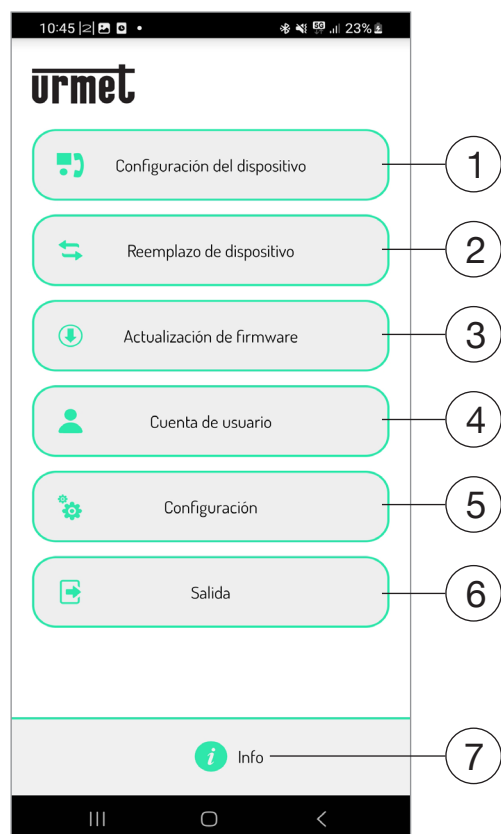 10:45 5G 23%
urmet
Configuración del dispositivo 1
Reemplazo de dispositivo 2
Actualización de firmware 3
Cuenta de usuario 4
Configuración 5
Salida 6
i Info 7